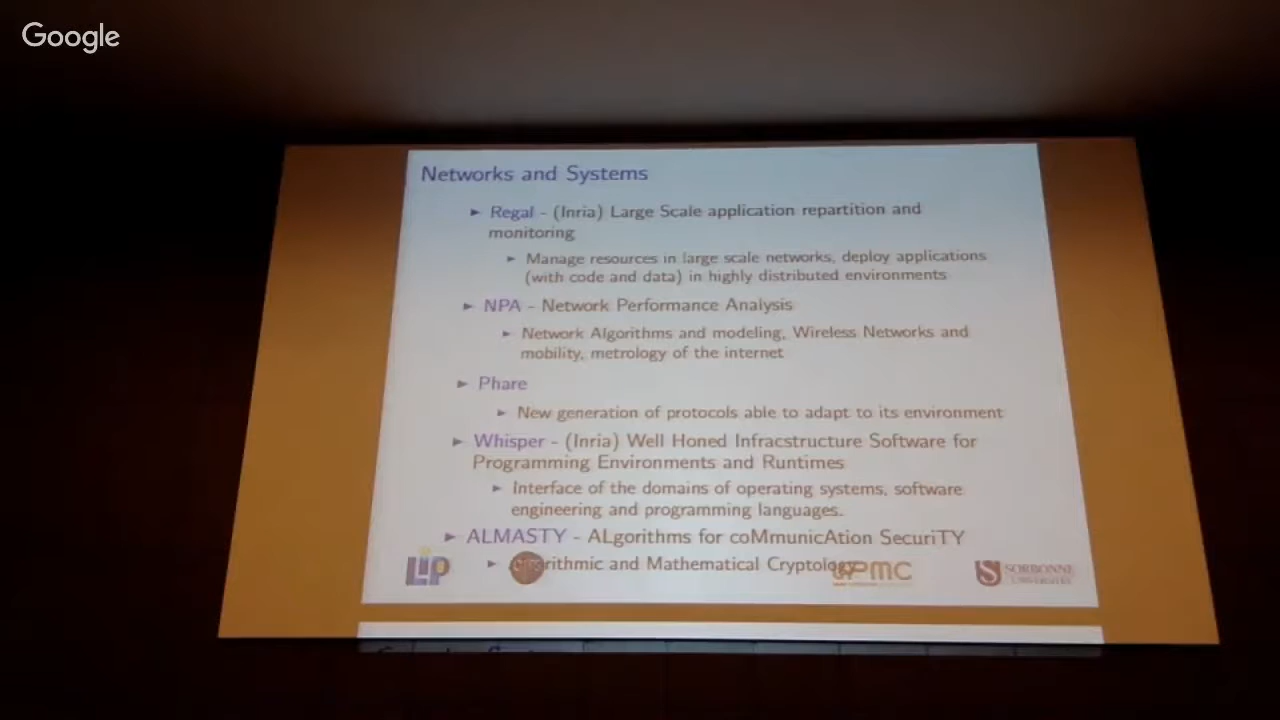 Google
Networks and Systems
Regal - (Inria) Large Scale application repartition and
monitoring
Manage resources in large scale networks, deploy applications
(with code and data) in highly distributed environments
NPA - Network Performance Analysis
Network Algorithms and modeling, Wireless Networks and
mobility, metrology of the internet
Phare
New generation of protocols able to adapt to its environment
Whisper - (Inria) Well Honed Infracstructure Software for
Programming Environments and Runtimes
Interface of the domains of operating systems, software
engineering and programming languages.
ALMASTY - ALgorithms for coMmunicAtion SecuriTY
and Mathematical Cryptology
LIP UPMC SORBONNE
UNIVERSITÉS